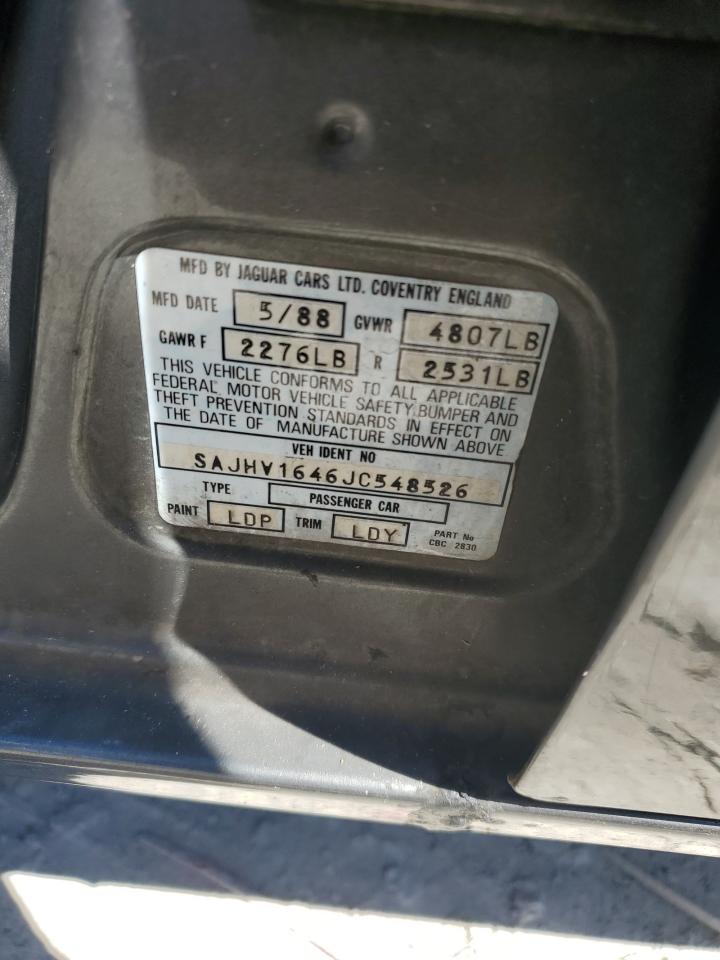 MFD BY JAGUAR CARS LTD. COVENTRY ENGLAND
MFD DATE 5/88 GVWR 4807LB
GAWR F 2276LB R 2531LB
THIS VEHICLE CONFORMS TO ALL APPLICABLE
FEDERAL MOTOR VEHICLE SAFETY,BUMPER AND
THEFT PREVENTION STANDARDS IN EFFECT ON
THE DATE OF MANUFACTURE SHOWN ABOVE
VEH IDENT NO
SAJHV1646JC548526
TYPE PASSENGER CAR
PAINT LDP TRIM LDY PART No
CBC 2830